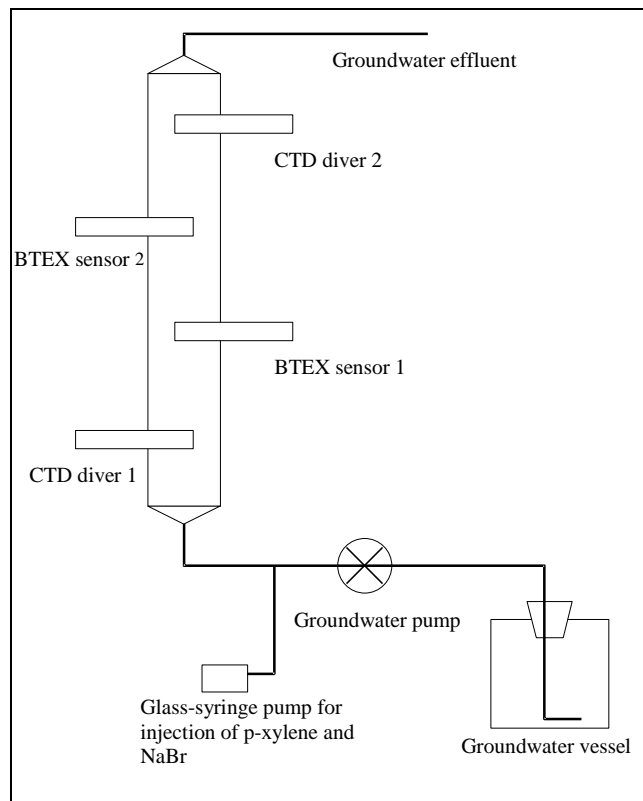 Groundwater effluent
CTD diver 2
BTEX sensor 2
BTEX sensor 1
CTD diver 1
Groundwater pump
Glass-syringe pump for
injection of p-xylene and
NaBr
Groundwater vessel